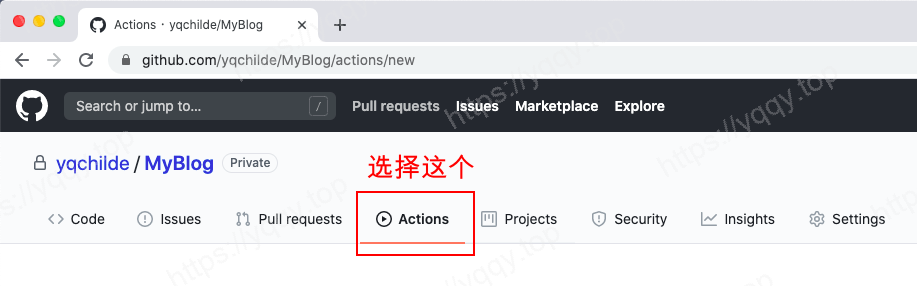 Actions · yqchilde/MyBlog
github.com/yqchilde/MyBlog/actions/new
Search or jump to... /
Pull requests Issues Marketplace Explore
yqchilde / MyBlog Private
选择这个
Code Issues Pull requests Actions Projects Security Insights Settings
https://yqqy.top
https://yqqy.top
https://yqqy.top
https://yqqy.top